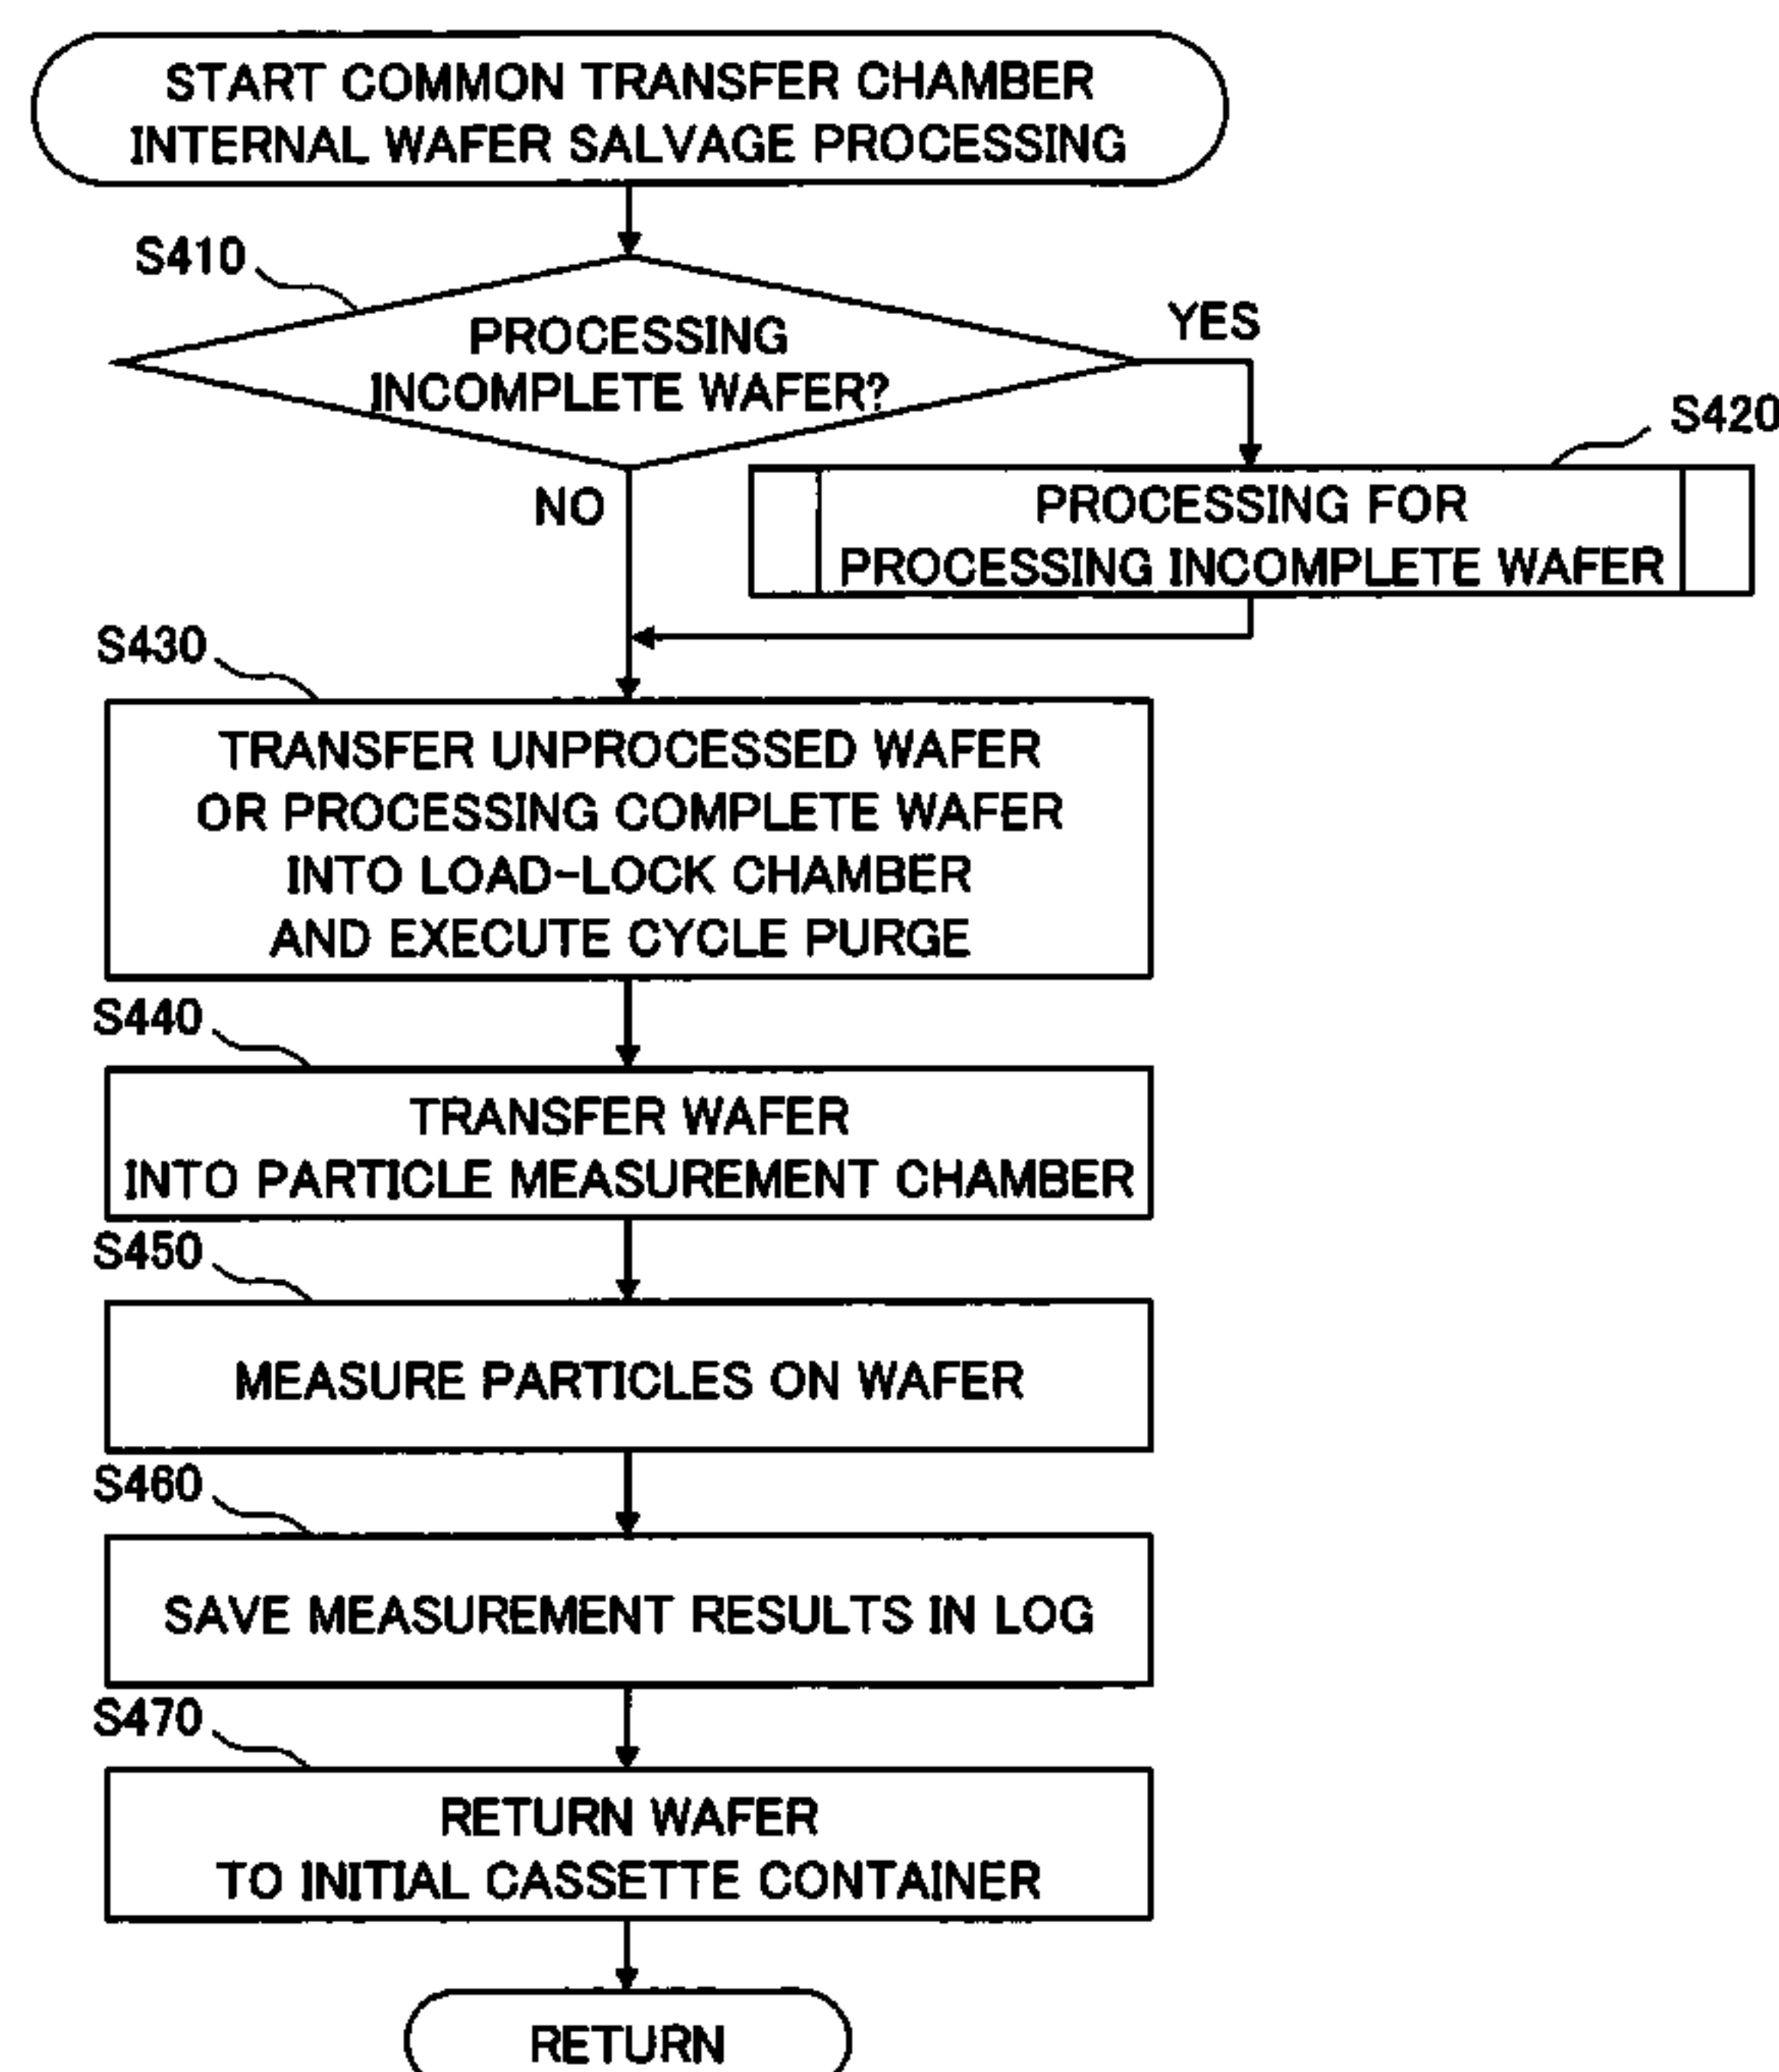 START COMMON TRANSFER CHAMBER
INTERNAL WAFER SALVAGE PROCESSING
S410
PROCESSING
INCOMPLETE WAFER?
YES
NO
S420
PROCESSING FOR
PROCESSING INCOMPLETE WAFER
S430
TRANSFER UNPROCESSED WAFER
OR PROCESSING COMPLETE WAFER
INTO LOAD-LOCK CHAMBER
AND EXECUTE CYCLE PURGE
S440
TRANSFER WAFER
INTO PARTICLE MEASUREMENT CHAMBER
S450
MEASURE PARTICLES ON WAFER
S460
SAVE MEASUREMENT RESULTS IN LOG
S470
RETURN WAFER
TO INITIAL CASSETTE CONTAINER
RETURN